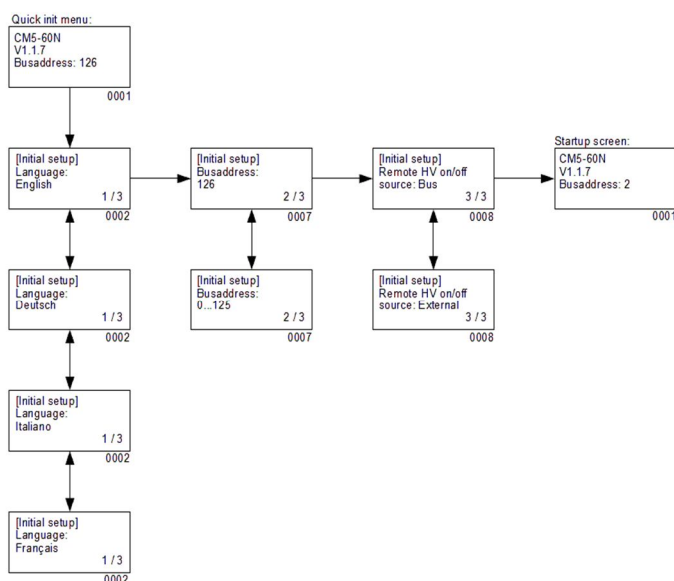 Quick init menu:
CM5-60N
V1.1.7
Busaddress: 126
0001
[Initial setup]
Language:
English
1 / 3
0002
[Initial setup]
Busaddress:
126
2 / 3
0007
[Initial setup]
Remote HV on/off
source: Bus
3 / 3
0008
Startup screen:
CM5-60N
V1.1.7
Busaddress: 2
0001
[Initial setup]
Language:
Deutsch
1 / 3
0002
[Initial setup]
Busaddress:
0...125
2 / 3
0007
[Initial setup]
Remote HV on/off
source: External
3 / 3
0008
[Initial setup]
Language:
Italiano
1 / 3
0002
[Initial setup]
Language:
Français
1 / 3
0002